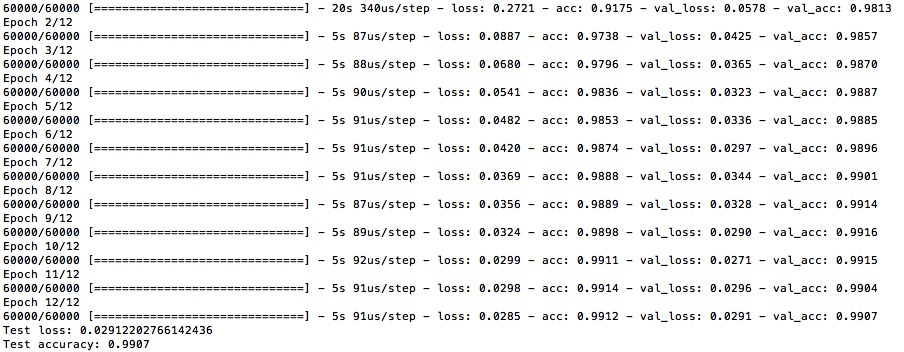 60000/60000 [==============================] - 20s 340us/step - loss: 0.2721 - acc: 0.9175 - val_loss: 0.0578 - val_acc: 0.9813
Epoch 2/12
60000/60000 [==============================] - 5s 87us/step - loss: 0.0887 - acc: 0.9738 - val_loss: 0.0425 - val_acc: 0.9857
Epoch 3/12
60000/60000 [==============================] - 5s 88us/step - loss: 0.0680 - acc: 0.9796 - val_loss: 0.0365 - val_acc: 0.9870
Epoch 4/12
60000/60000 [==============================] - 5s 90us/step - loss: 0.0541 - acc: 0.9836 - val_loss: 0.0323 - val_acc: 0.9887
Epoch 5/12
60000/60000 [==============================] - 5s 91us/step - loss: 0.0482 - acc: 0.9853 - val_loss: 0.0336 - val_acc: 0.9885
Epoch 6/12
60000/60000 [==============================] - 5s 91us/step - loss: 0.0420 - acc: 0.9874 - val_loss: 0.0297 - val_acc: 0.9896
Epoch 7/12
60000/60000 [==============================] - 5s 91us/step - loss: 0.0369 - acc: 0.9888 - val_loss: 0.0344 - val_acc: 0.9901
Epoch 8/12
60000/60000 [==============================] - 5s 87us/step - loss: 0.0356 - acc: 0.9889 - val_loss: 0.0328 - val_acc: 0.9914
Epoch 9/12
60000/60000 [==============================] - 5s 89us/step - loss: 0.0324 - acc: 0.9898 - val_loss: 0.0290 - val_acc: 0.9916
Epoch 10/12
60000/60000 [==============================] - 5s 92us/step - loss: 0.0299 - acc: 0.9911 - val_loss: 0.0271 - val_acc: 0.9915
Epoch 11/12
60000/60000 [==============================] - 5s 91us/step - loss: 0.0298 - acc: 0.9914 - val_loss: 0.0296 - val_acc: 0.9904
Epoch 12/12
60000/60000 [==============================] - 5s 91us/step - loss: 0.0285 - acc: 0.9912 - val_loss: 0.0291 - val_acc: 0.9907
Test loss: 0.02912202766142436
Test accuracy: 0.9907